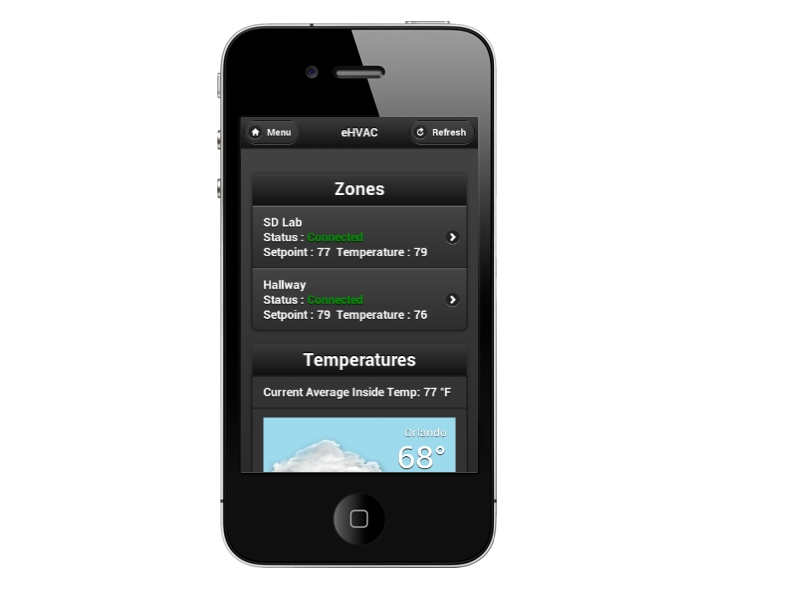 Menu eHVAC Refresh
Zones
SD Lab
Status : Connected
Setpoint : 77 Temperature : 79
Hallway
Status : Connected
Setpoint : 79 Temperature : 76
Temperatures
Current Average Inside Temp: 77 °F
Orlando
68°